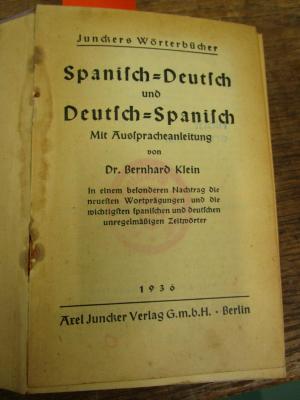 Junckers Wörterbücher
Spanisch=Deutsch
und
Deutsch=Spanisch
Mit Ausspracheanleitung
von
Dr. Bernhard Klein
In einem besonderen Nachtrag die
neuesten Wortprägungen und die
wichtigsten spanischen und deutschen
unregelmäßigen Zeitwörter
1936
Axel Juncker Verlag G.m.b.H. · Berlin